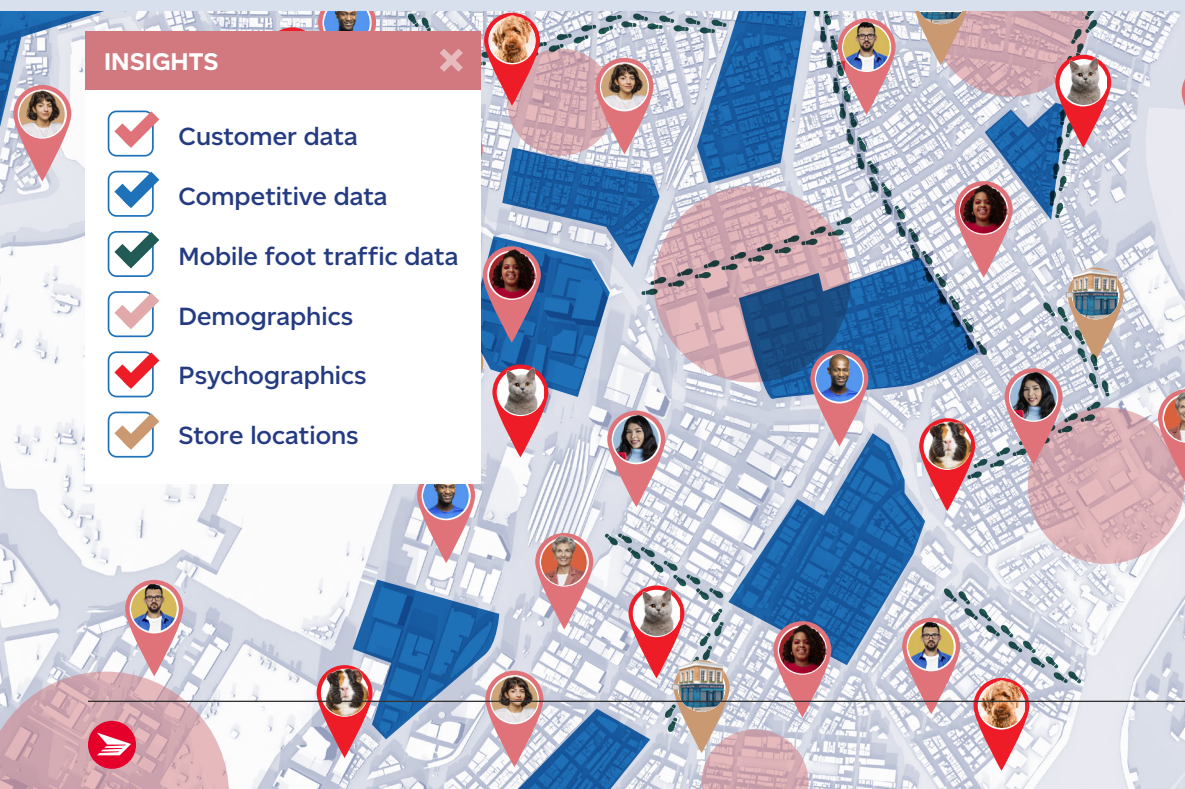 INSIGHTS
Customer data
Competitive data
Mobile foot traffic data
Demographics
Psychographics
Store locations